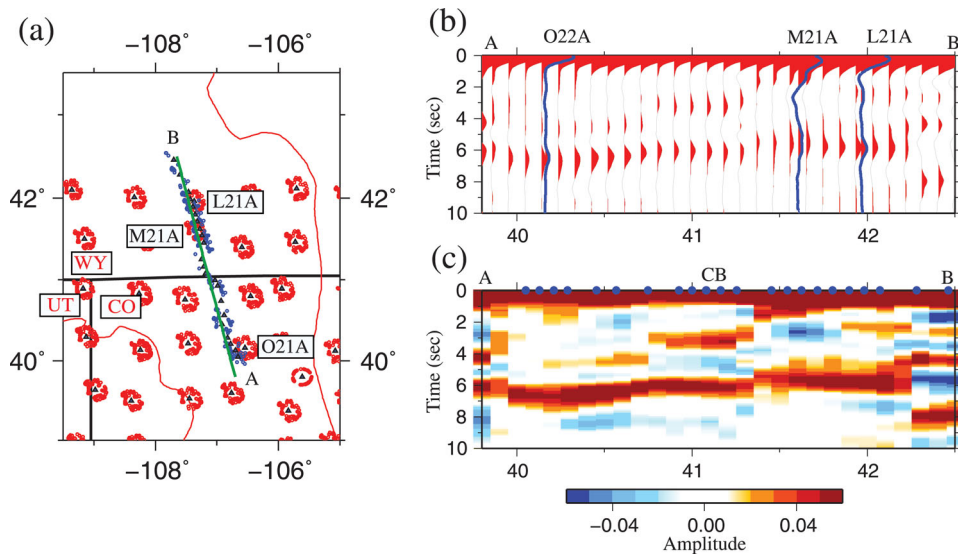 (a)
−108˚
−106˚
B
42˚
42˚
L21A
M21A
WY
UT
CO
O21A
40˚
40˚
A
−108˚
−106˚
(b)
A
O22A
M21A
L21A
B
0
2
4
6
8
10
Time (sec)
40
41
42
(c)
A
CB
B
0
2
4
6
8
10
Time (sec)
40
41
42
−0.04
0.00
0.04
Amplitude